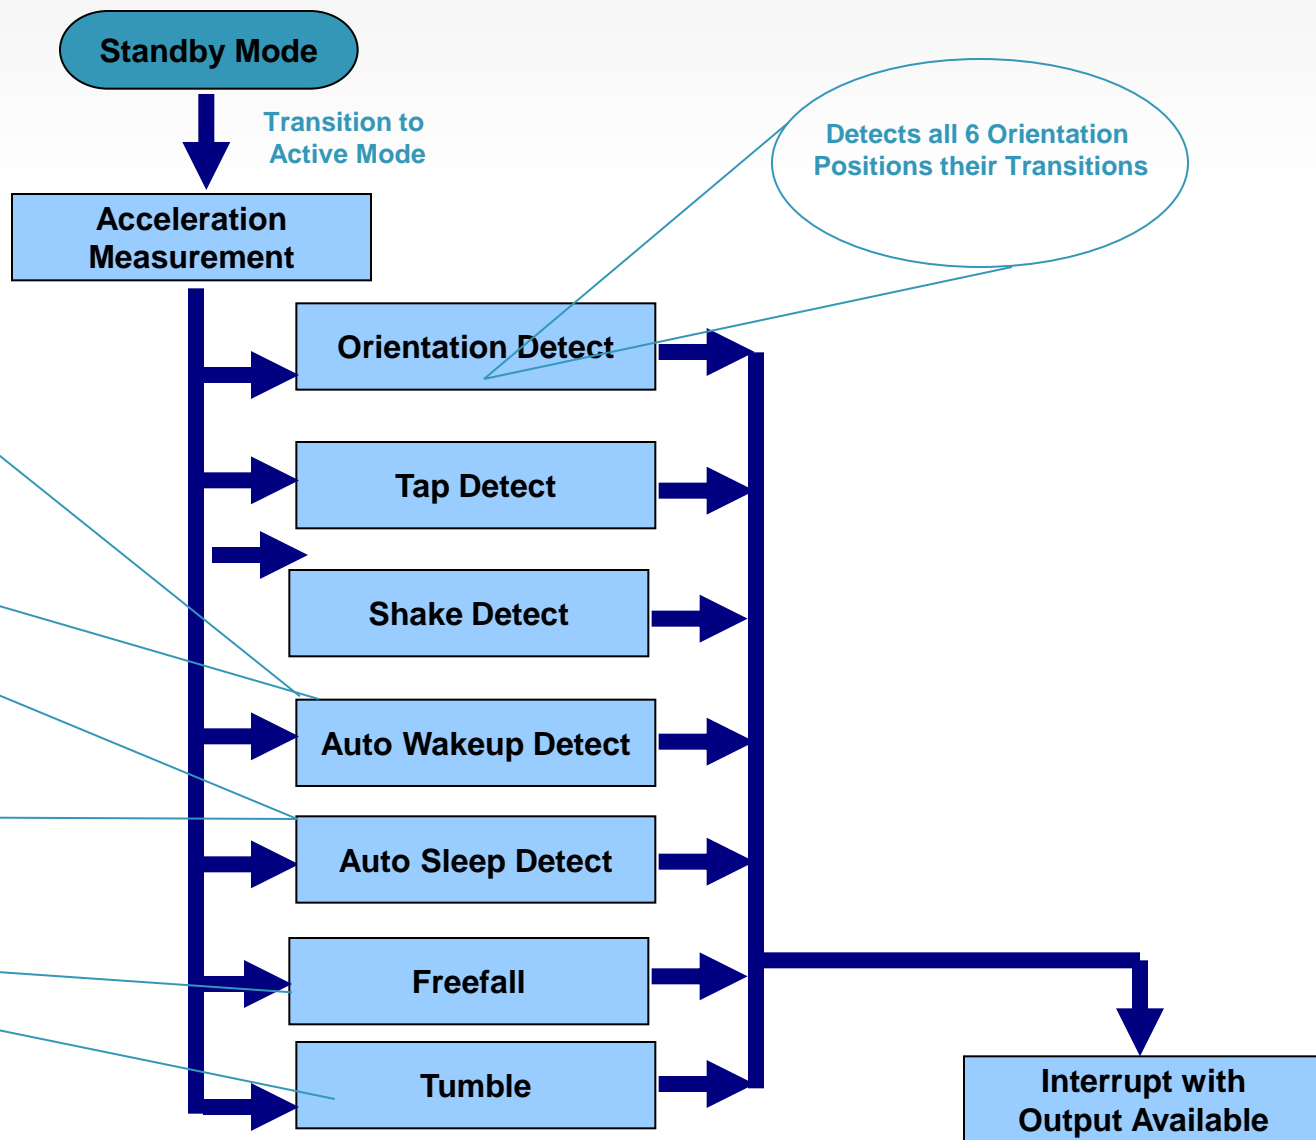 Standby Mode
Transition to
Active Mode
Detects all 6 Orientation
Positions their Transitions
Acceleration
Measurement
Orientation Detect
Tap Detect
Shake Detect
Auto Wakeup Detect
Auto Sleep Detect
Freefall
Tumble
Interrupt with
Output Available